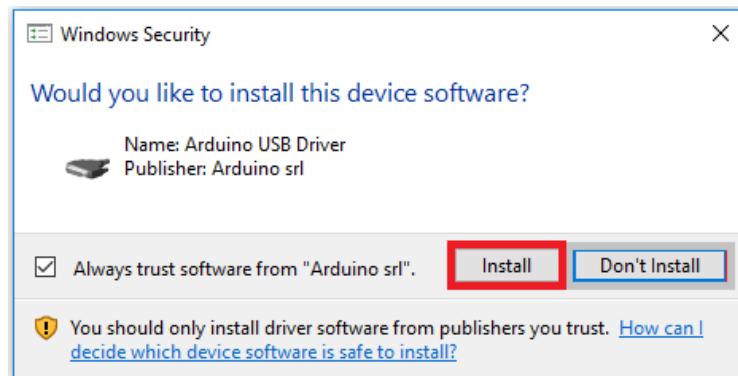 Windows Security
Would you like to install this device software?
Name: Arduino USB Driver
Publisher: Arduino srl
Always trust software from "Arduino srl".
Install
Don't Install
You should only install driver software from publishers you trust. How can I
decide which device software is safe to install?